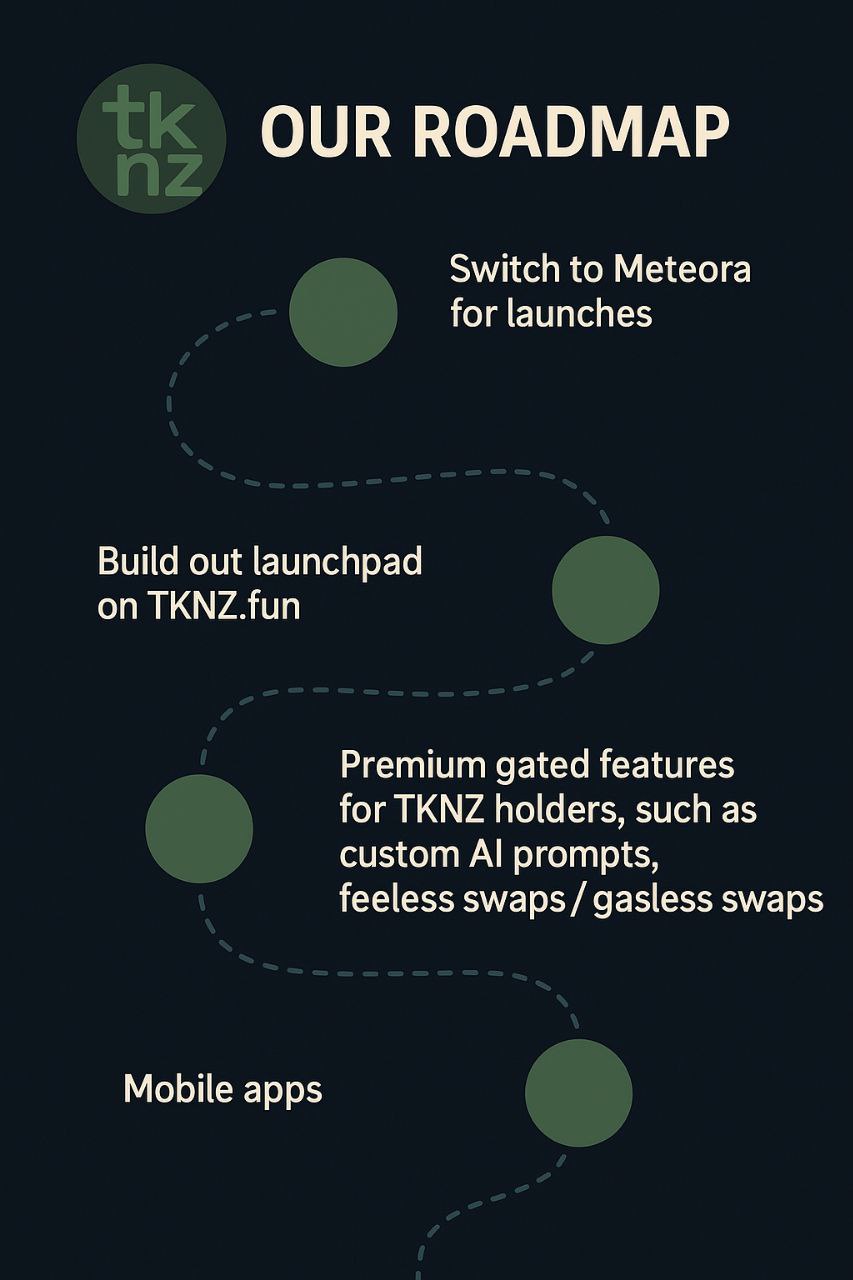 tk
nz
OUR ROADMAP
Switch to Meteora
for launches
Build out launchpad
on TKNZ.fun
Premium gated features
for TKNZ holders, such as
custom AI prompts,
feeless swaps / gasless swaps
Mobile apps